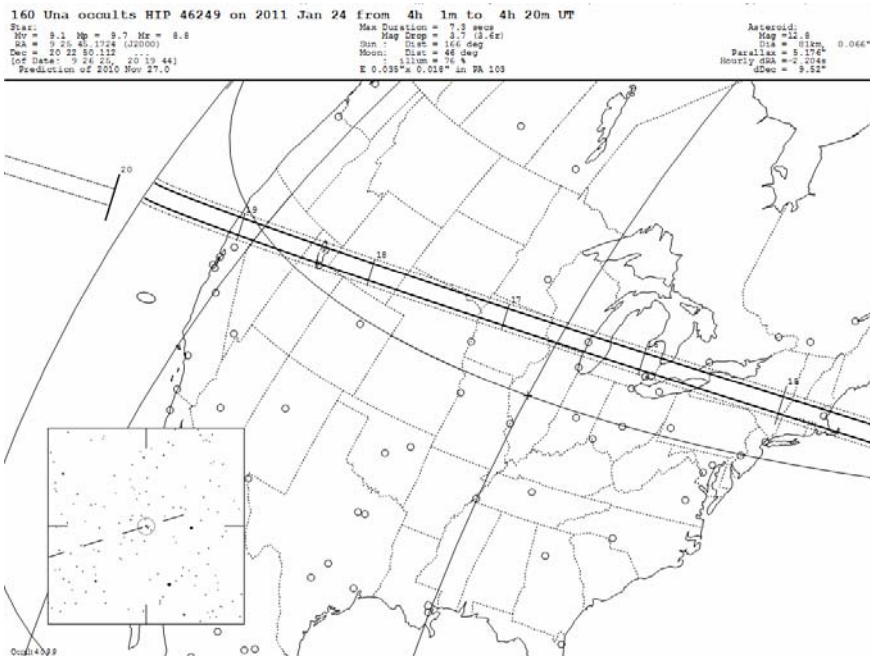 160 Una occults HIP 46249 on 2011 Jan 24 from 4h 1m to 4h 20m UT
Star:
Mv = 9.1 Mp = 9.7 Mr = 8.8
RA = 9 25 45.1724 (J2000)
Dec = 20 22 50.112 ...
[of Date: 9 26 25, 20 19 44]
Prediction of 2010 Nov 27.0
Max Duration = 7.3 secs
Mag Drop = 3.7 (3.6r)
Sun : Dist = 166 deg
Moon: Dist = 46 deg
: illum = 76 %
E 0.035"x 0.018" in PA 103
Asteroid:
Mag =12.8
Dia = 81km, 0.066"
Parallax = 5.176"
Hourly dRA =-2.204s
dDec = 9.52"
20
19
18
17